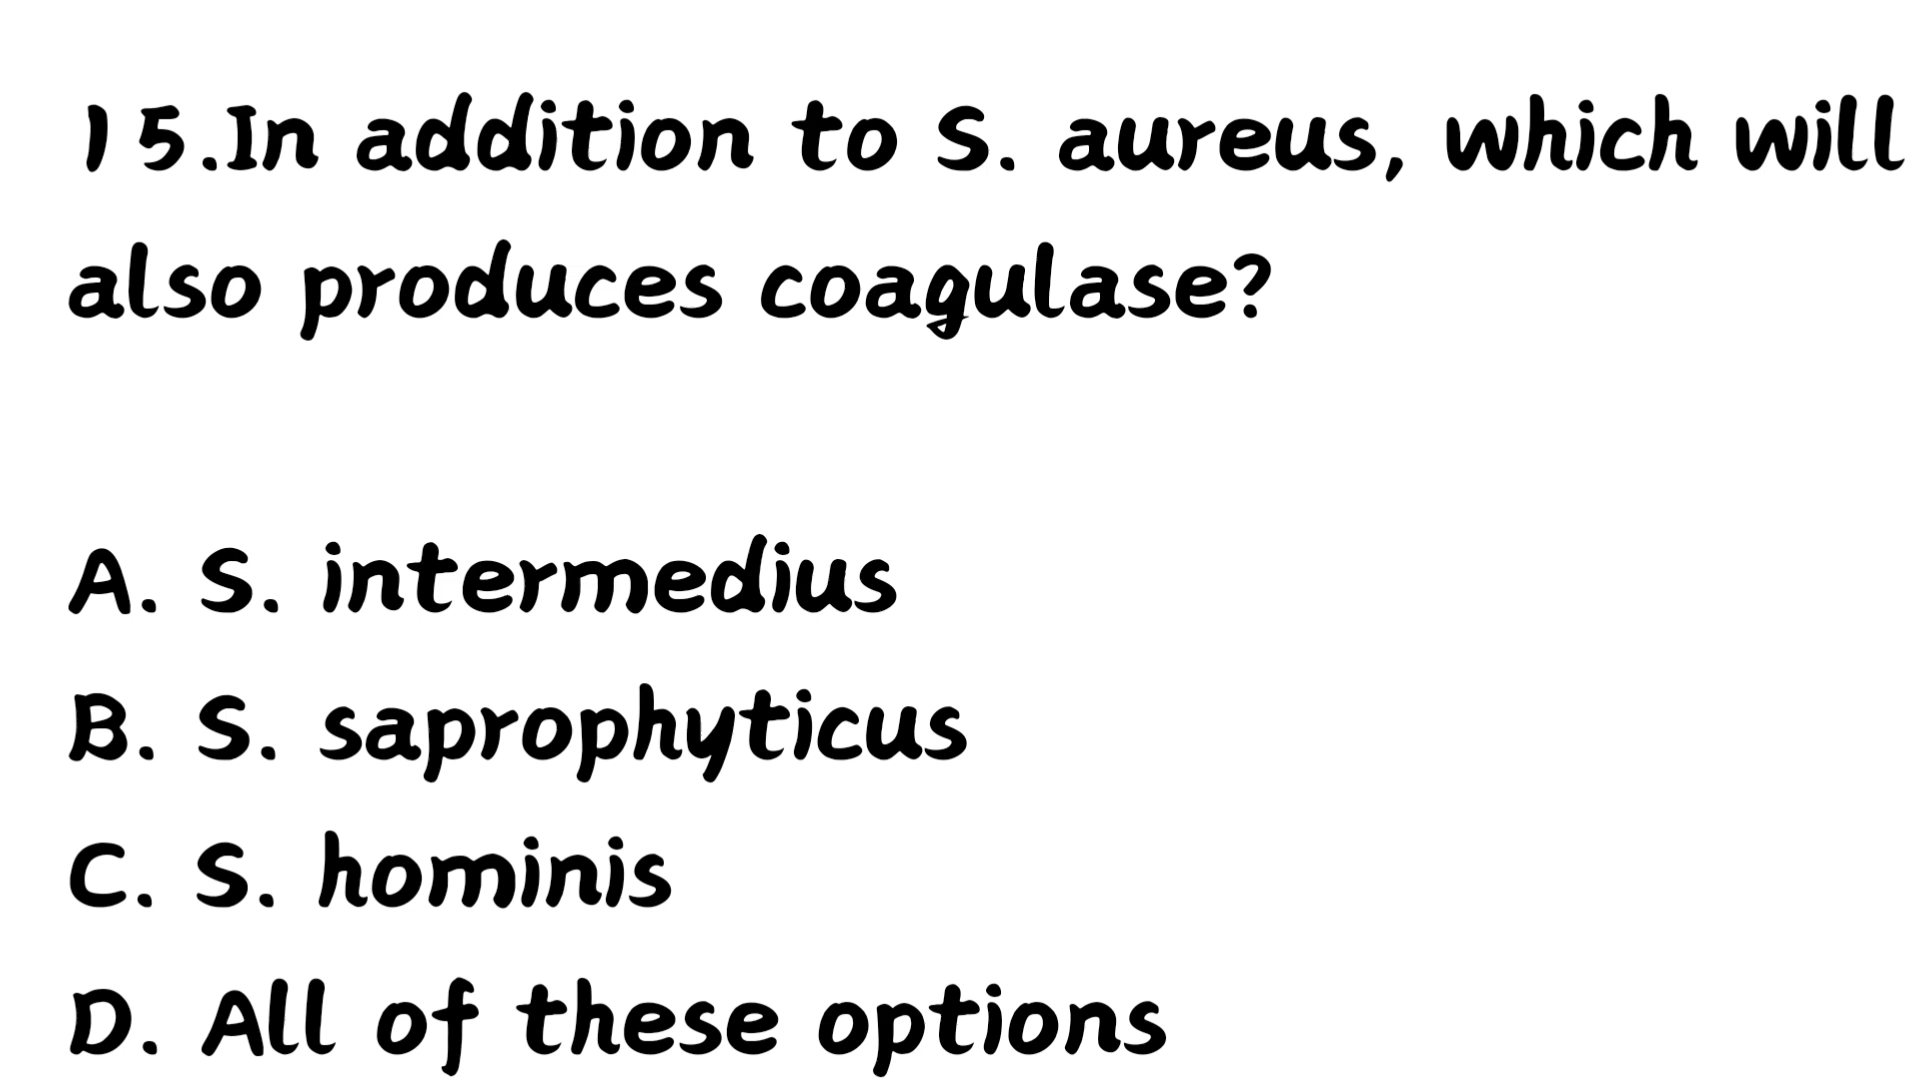 15.In addition to S. aureus, which will
also produces coagulase?
A. S. intermedius
B. S. saprophyticus
C. S. hominis
D. All of these options